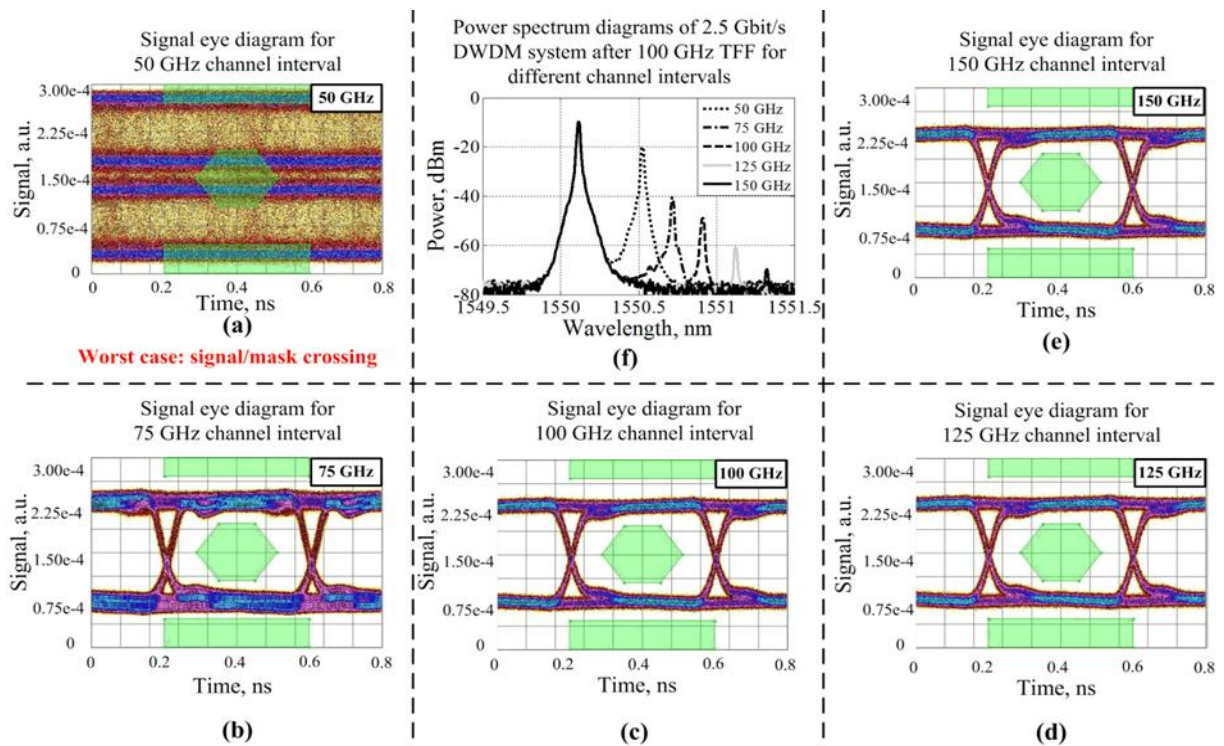 Signal eye diagram for
50 GHz channel interval
50 GHz
Signal, a.u.
3.00e-4
2.25e-4
1.50e-4
0.75e-4
0
0 0.2 0.4 0.6 0.8
Time, ns
(a)
Worst case: signal/mask crossing
Power spectrum diagrams of 2.5 Gbit/s
DWDM system after 100 GHz TFF for
different channel intervals
Power, dBm
0
-20
-40
-60
-80
50 GHz
75 GHz
100 GHz
125 GHz
150 GHz
1549.5 1550 1550.5 1551 1551.5
Wavelength, nm
(f)
Signal eye diagram for
150 GHz channel interval
150 GHz
Signal, a.u.
3.00e-4
2.25e-4
1.50e-4
0.75e-4
0
0 0.2 0.4 0.6 0.8
Time, ns
(e)
Signal eye diagram for
75 GHz channel interval
75 GHz
Signal, a.u.
3.00e-4
2.25e-4
1.50e-4
0.75e-4
0
0 0.2 0.4 0.6 0.8
Time, ns
(b)
Signal eye diagram for
100 GHz channel interval
100 GHz
Signal, a.u.
3.00e-4
2.25e-4
1.50e-4
0.75e-4
0
0 0.2 0.4 0.6 0.8
Time, ns
(c)
Signal eye diagram for
125 GHz channel interval
125 GHz
Signal, a.u.
3.00e-4
2.25e-4
1.50e-4
0.75e-4
0
0 0.2 0.4 0.6 0.8
Time, ns
(d)